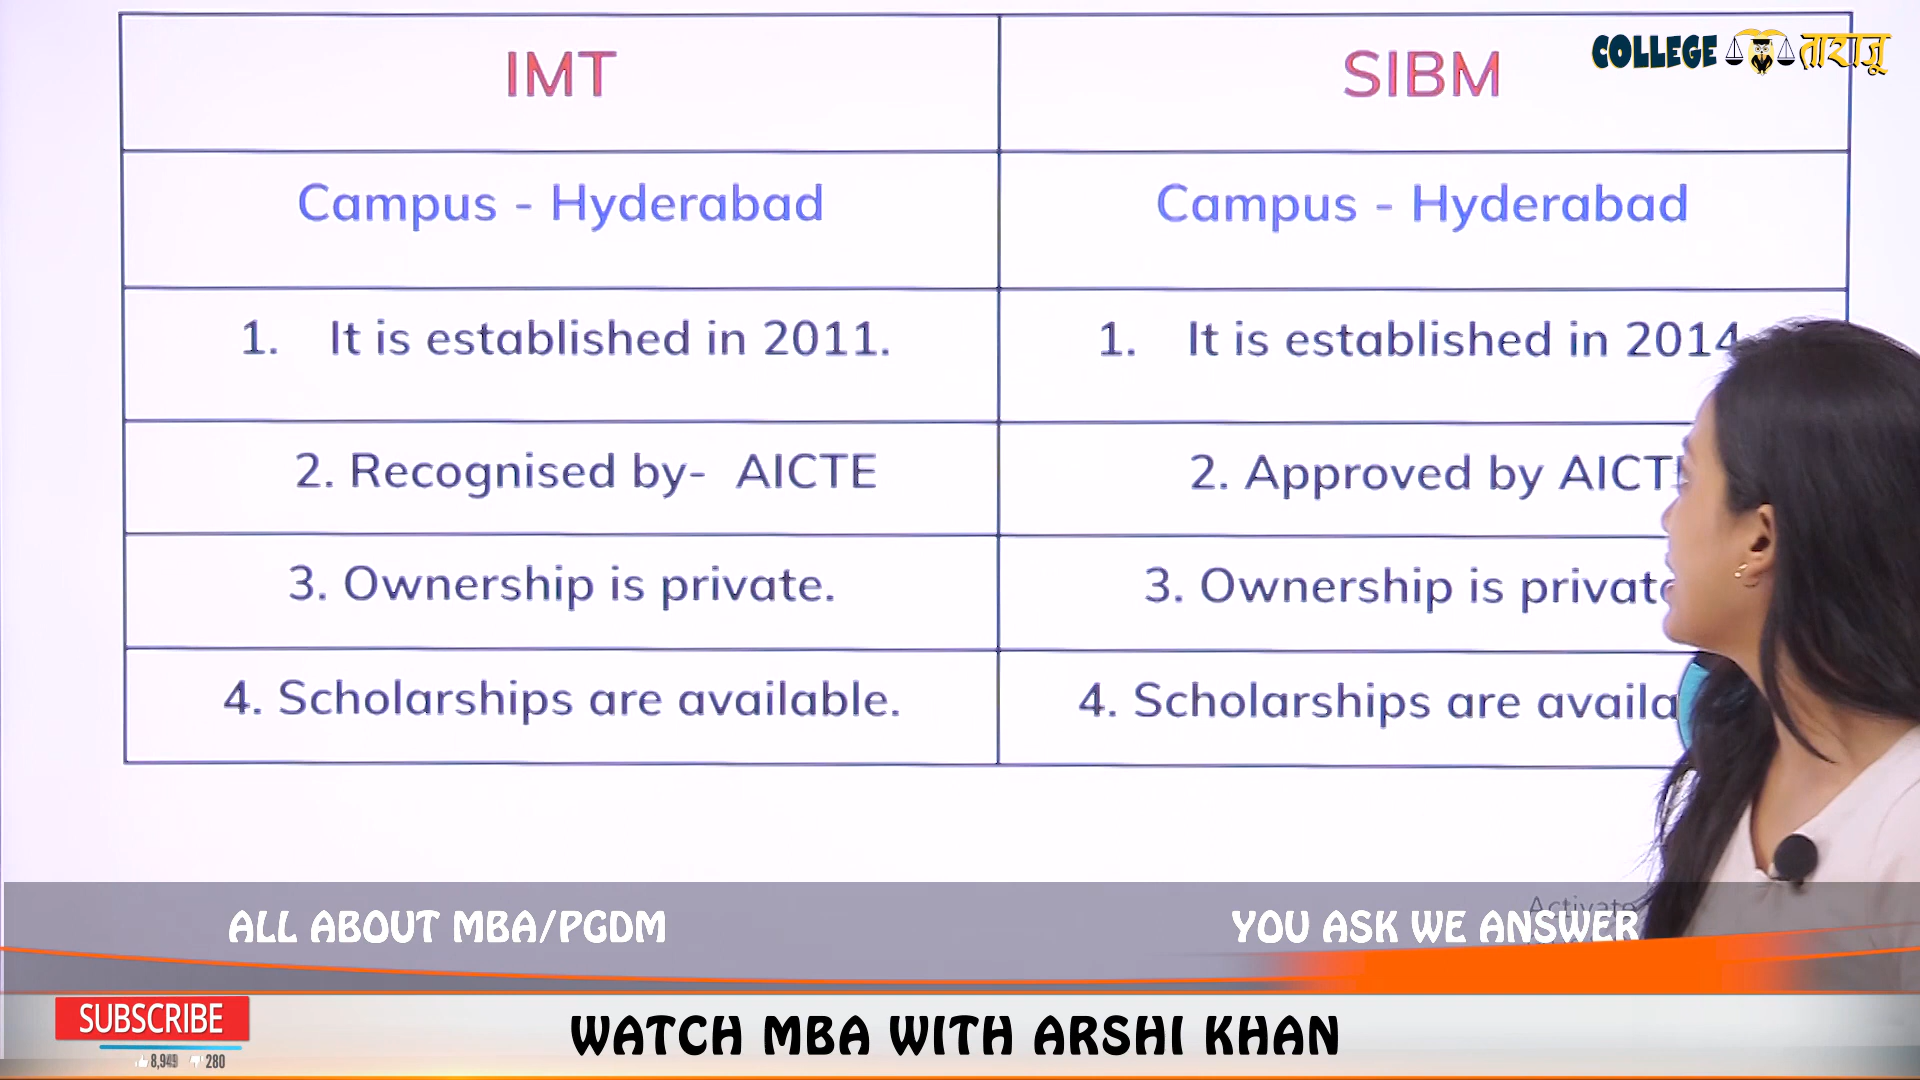 IMT
SIBM
COLLEGE ताराजू
Campus - Hyderabad
Campus - Hyderabad
1. It is established in 2011.
1. It is established in 2014
2. Recognised by- AICTE
2. Approved by AICT
3. Ownership is private.
3. Ownership is privat
4. Scholarships are available.
4. Scholarships are availa
Activate
ALL ABOUT MBA/PGDM
YOU ASK WE ANSWER
SUBSCRIBE
8,949 280
WATCH MBA WITH ARSHI KHAN